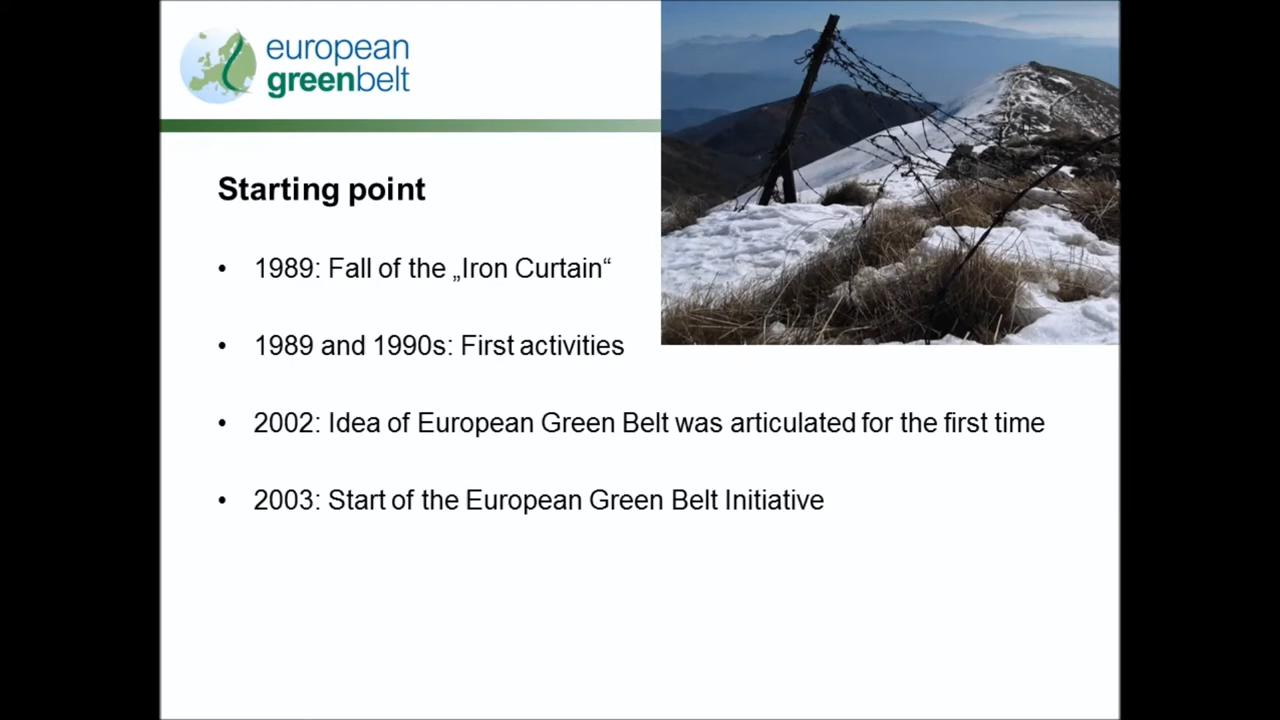 european
greenbelt
Starting point
• 1989: Fall of the „Iron Curtain“
• 1989 and 1990s: First activities
• 2002: Idea of European Green Belt was articulated for the first time
• 2003: Start of the European Green Belt Initiative